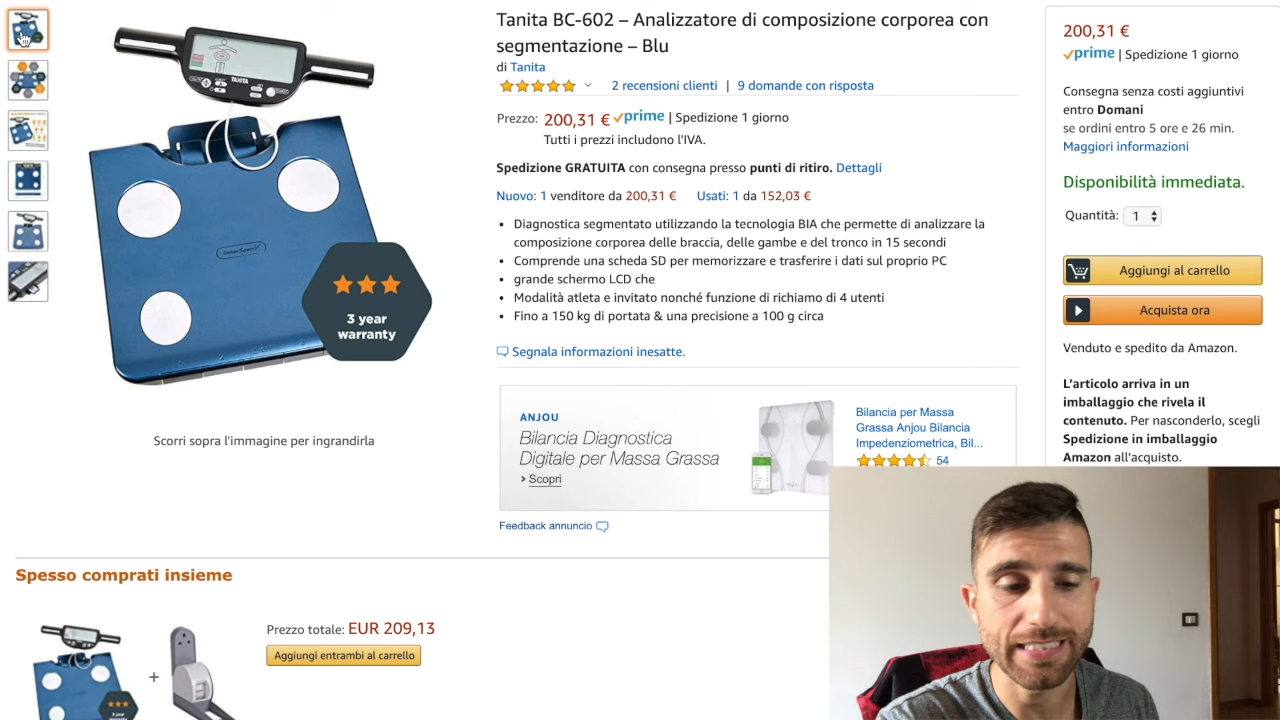 Tanita BC-602 – Analizzatore di composizione corporea con
segmentazione – Blu
di Tanita
2 recensioni clienti | 9 domande con risposta
Prezzo: 200,31 € prime | Spedizione 1 giorno
Tutti i prezzi includono l'IVA.
Spedizione GRATUITA con consegna presso punti di ritiro. Dettagli
Nuovo: 1 venditore da 200,31 € Usati: 1 da 152,03 €
• Diagnostica segmentato utilizzando la tecnologia BIA che permette di analizzare la
composizione corporea delle braccia, delle gambe e del tronco in 15 secondi
• Comprende una scheda SD per memorizzare e trasferire i dati sul proprio PC
• grande schermo LCD che
• Modalità atleta e invitato nonché funzione di richiamo di 4 utenti
• Fino a 150 kg di portata & una precisione a 100 g circa
Segnala informazioni inesatte.
ANJOU
Bilancia Diagnostica
Digitale per Massa Grassa
› Scopri
Bilancia per Massa
Grassa Anjou Bilancia
Impedenziometrica, Bil...
54
Feedback annuncio
TANITA
3 year
warranty
Scorri sopra l'immagine per ingrandirla
200,31 €
prime | Spedizione 1 giorno
Consegna senza costi aggiuntivi
entro Domani
se ordini entro 5 ore e 26 min.
Maggiori informazioni
Disponibilità immediata.
Quantità: 1
Aggiungi al carrello
Acquista ora
Venduto e spedito da Amazon.
L'articolo arriva in un
imballaggio che rivela il
contenuto. Per nasconderlo, scegli
Spedizione in imballaggio
Amazon all'acquisto.
Spesso comprati insieme
+
Prezzo totale: EUR 209,13
Aggiungi entrambi al carrello